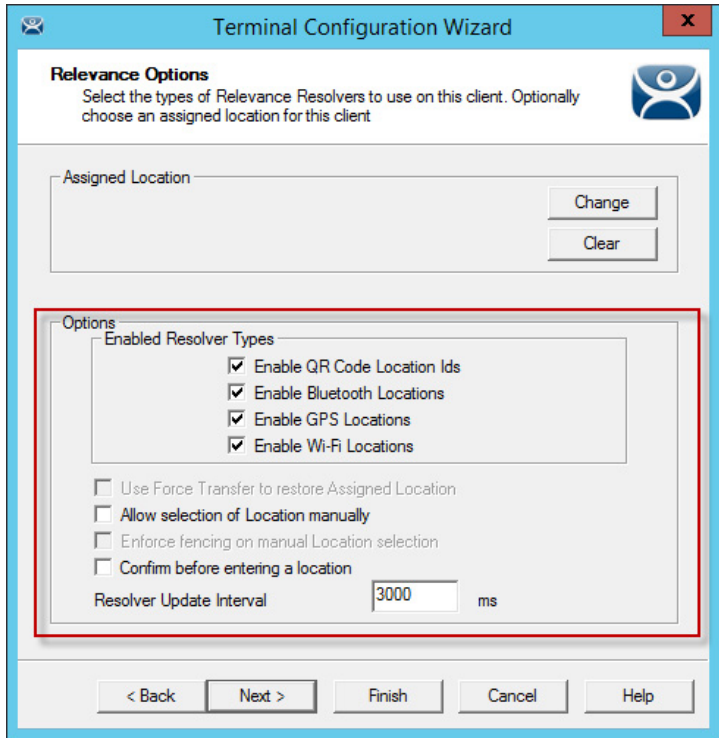 Terminal Configuration Wizard
x
Relevance Options
Select the types of Relevance Resolvers to use on this client. Optionally
choose an assigned location for this client
Assigned Location
Change
Clear
Options
Enabled Resolver Types
Enable QR Code Location Ids
Enable Bluetooth Locations
Enable GPS Locations
Enable Wi-Fi Locations
Use Force Transfer to restore Assigned Location
Allow selection of Location manually
Enforce fencing on manual Location selection
Confirm before entering a location
Resolver Update Interval 3000 ms
< Back Next > Finish Cancel Help